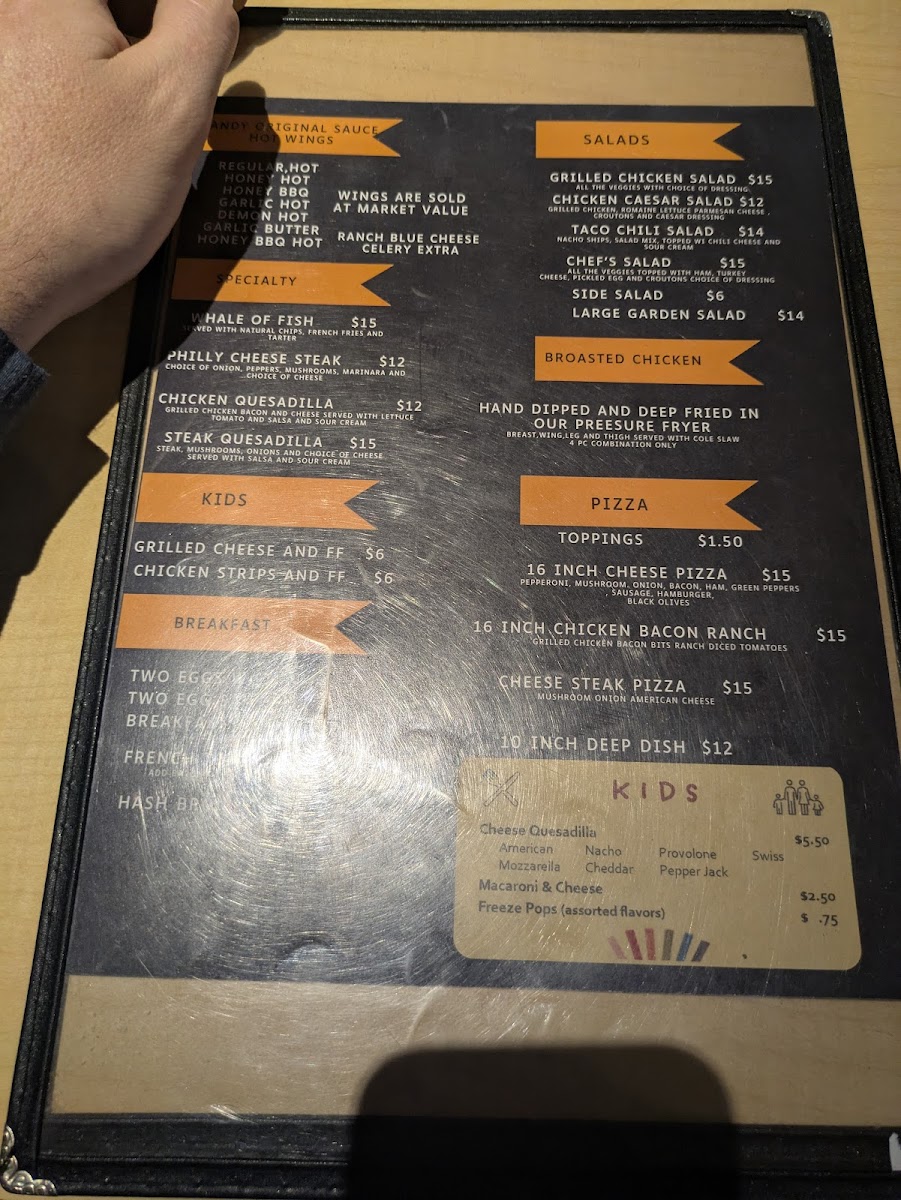 ANDY ORIGINAL SAUCE
HOT WINGS
REGULAR,HOT
HONEY HOT
HONEY BBQ
GARLIC HOT
DEMON HOT
GARLIC BUTTER
HONEY BBQ HOT
WINGS ARE SOLD
AT MARKET VALUE
RANCH BLUE CHEESE
CELERY EXTRA
SPECIALTY
WHALE OF FISH $15
SERVED WITH NATURAL CHIPS, FRENCH FRIES AND
TARTER
PHILLY CHEESE STEAK $12
CHOICE OF ONION, PEPPERS, MUSHROOMS, MARINARA AND
CHOICE OF CHEESE
CHICKEN QUESADILLA $12
GRILLED CHICKEN BACON AND CHEESE SERVED WITH LETTUCE
TOMATO AND SALSA AND SOUR CREAM
STEAK QUESADILLA $15
STEAK, MUSHROOMS, ONIONS AND CHOICE OF CHEESE
SERVED WITH SALSA AND SOUR CREAM
KIDS
GRILLED CHEESE AND FF $6
CHICKEN STRIPS AND FF $6
BREAKFAST
TWO EGGS
TWO EGGS
FRENCH
ADD
HASH
SALADS
GRILLED CHICKEN SALAD $15
ALL THE VEGGIES WITH CHOICE OF DRESSING
CHICKEN CAESAR SALAD $12
GRILLED CHICKEN, ROMAINE LETTUCE PARMESAN CHEESE ,
CROUTONS AND CAESAR DRESSING
TACO CHILI SALAD $14
NACHO SHIPS, SALAD MIX, TOPPED WI CHILI CHEESE AND
SOUR CREAM
CHEF'S SALAD $15
ALL THE VEGGIES TOPPED WITH HAM, TURKEY
CHEESE, PICKLED EGG AND CROUTONS CHOICE OF DRESSING
SIDE SALAD $6
LARGE GARDEN SALAD $14
BROASTED CHICKEN
HAND DIPPED AND DEEP FRIED IN
OUR PREESURE FRYER
BREAST,WING,LEG AND THIGH SERVED WITH COLE SLAW
4 PC COMBINATION ONLY
PIZZA
TOPPINGS $1.50
16 INCH CHEESE PIZZA $15
PEPPERONI, MUSHROOM. ONION, BACON, HAM, GREEN PEPPERS
, SAUSAGE, HAMBURGER,
BLACK OLIVES
16 INCH CHICKEN BACON RANCH $15
GRILLED CHICKEN BACON BITS RANCH DICED TOMATOES
CHEESE STEAK PIZZA $15
MUSHROOM ONION AMERICAN CHEESE
10 INCH DEEP DISH $12
KIDS
Cheese Quesadilla $5.50
American Nacho Provolone Swiss
Mozzarella Cheddar Pepper Jack
Macaroni & Cheese $2.50
Freeze Pops (assorted flavors) $ .75